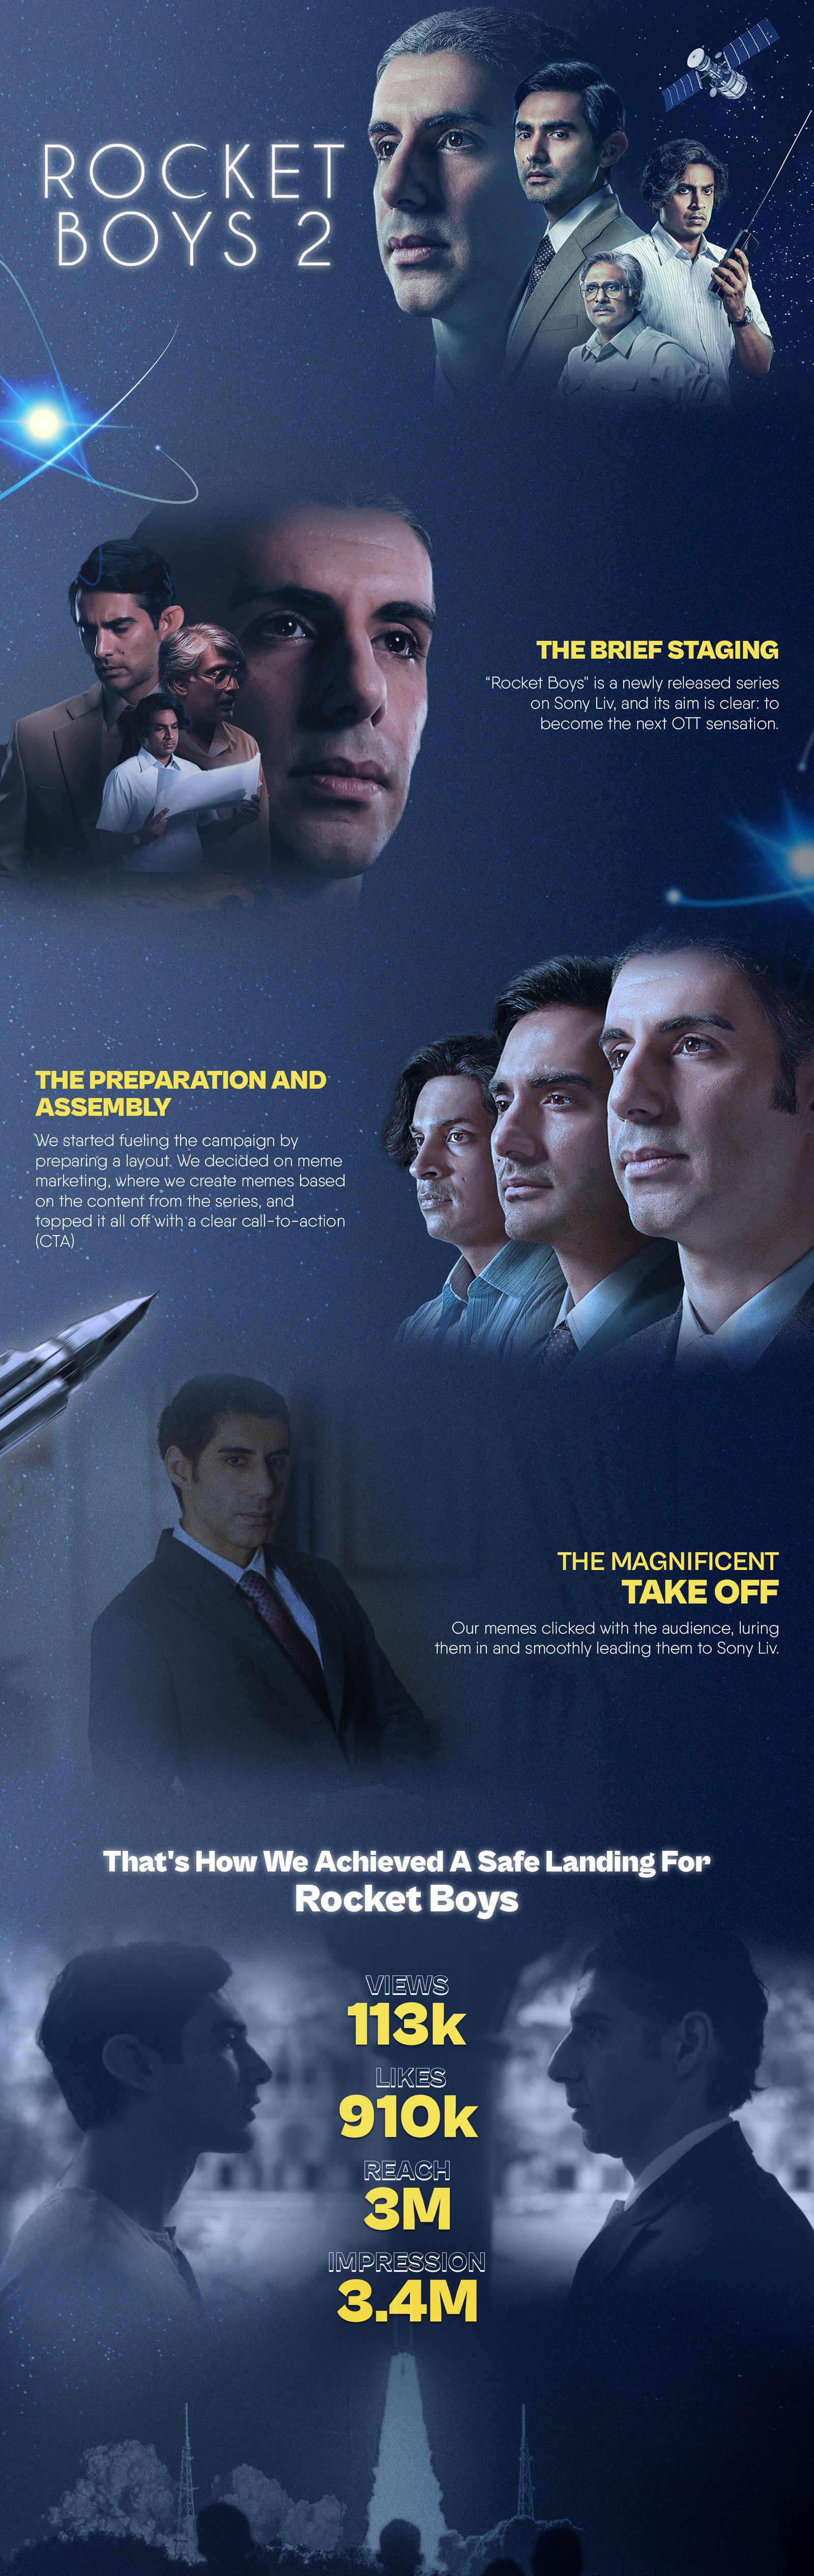 ROCKET
BOYS 2
THE BRIEF STAGING
“Rocket Boys" is a newly released series
on Sony Liv, and its aim is clear: to
become the next OTT sensation.
THE PREPARATION AND
ASSEMBLY
We started fueling the campaign by
preparing a layout. We decided on meme
marketing, where we create memes based
on the content from the series, and
topped it all off with a clear call-to-action
(CTA)
THE MAGNIFICENT
TAKE OFF
Our memes clicked with the audience, luring
them in and smoothly leading them to Sony Liv.
That's How We Achieved A Safe Landing For
Rocket Boys
VIEWS
113k
LIKES
910k
REACH
3M
IMPRESSION
3.4M